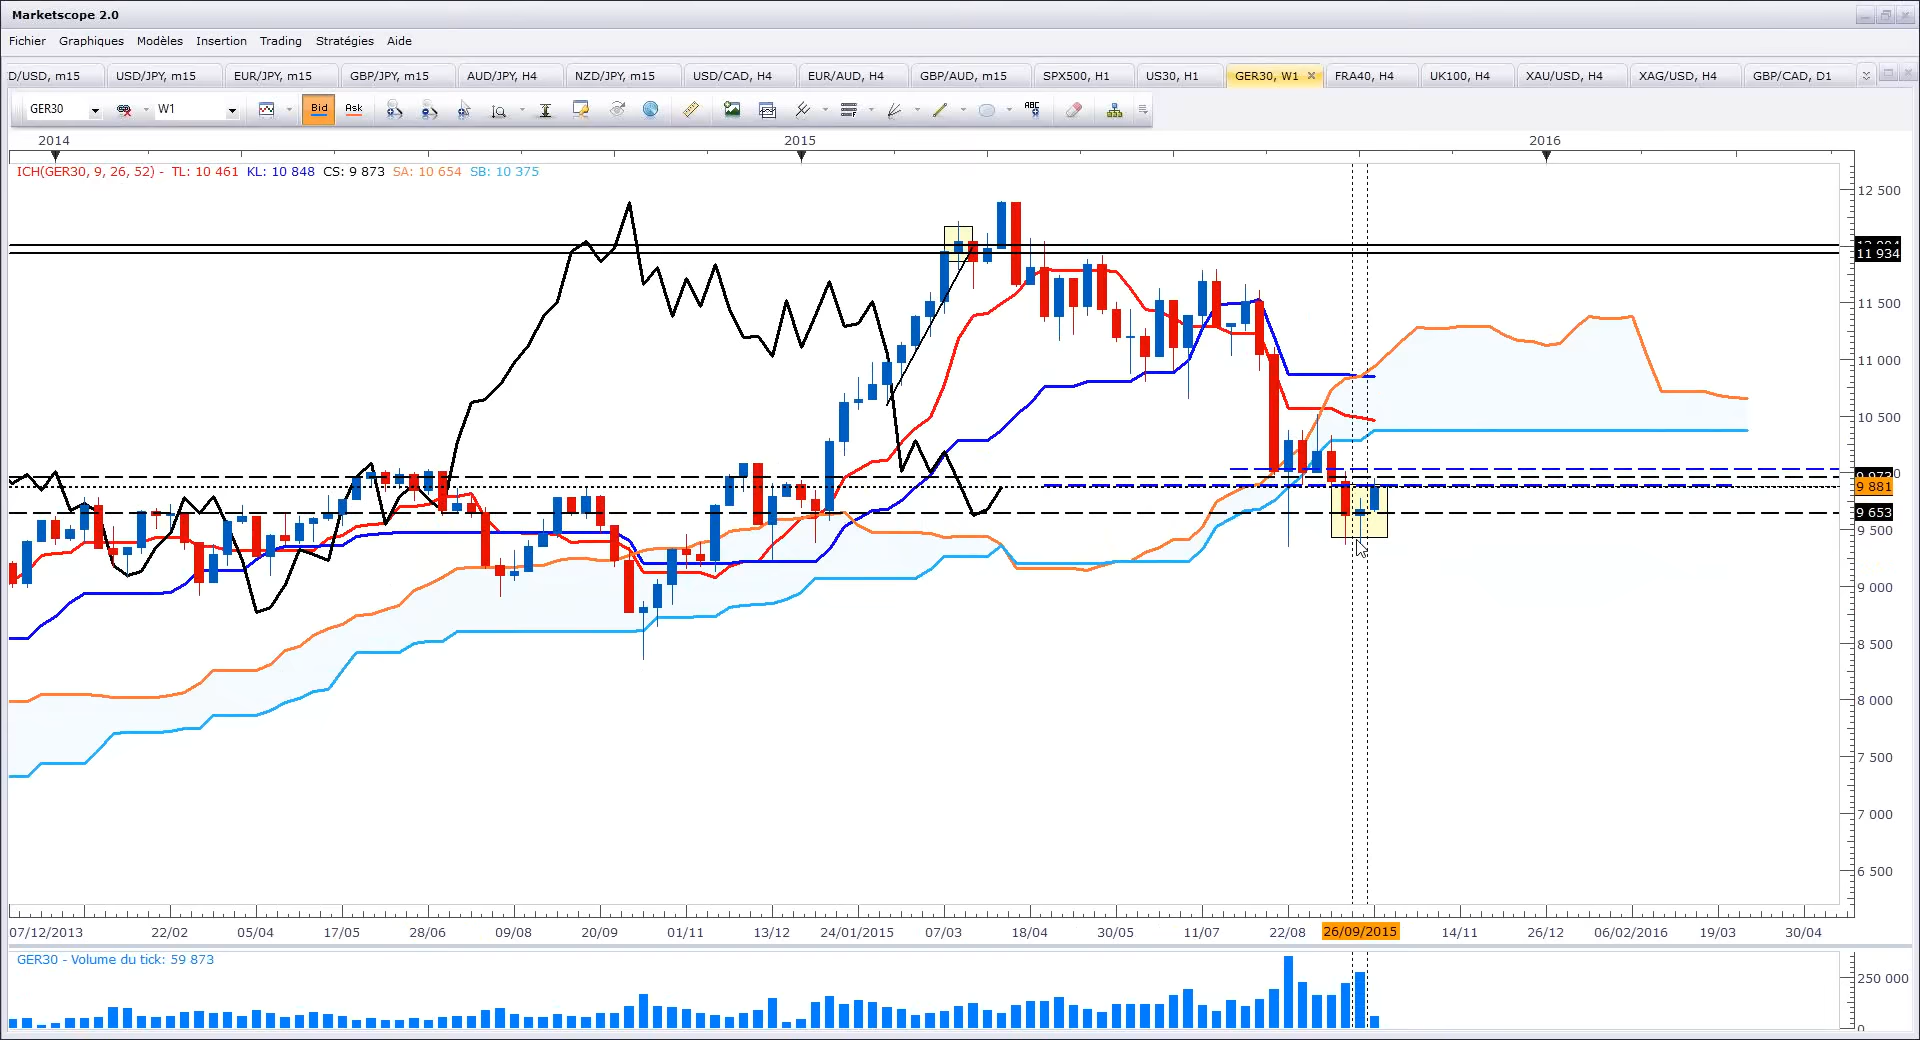 Marketscope 2.0
Fichier Graphiques Modèles Insertion Trading Stratégies Aide
D/USD, m15 USD/JPY, m15 EUR/JPY, m15 GBP/JPY, m15 AUD/JPY, H4 NZD/JPY, m15 USD/CAD, H4 EUR/AUD, H4 GBP/AUD, m15 SPX500, H1 US30, H1 GER30, W1 FRA40, H4 UK100, H4 XAU/USD, H4 XAG/USD, H4 GBP/CAD, D1
GER30 W1 Bid Ask ABC
2014 2015 2016
ICH(GER30, 9, 26, 52) - TL: 10 461 KL: 10 848 CS: 9 873 SA: 10 654 SB: 10 375
12 500
11 934
11 500
11 000
10 500
9 881
9 653
9 500
9 000
8 500
8 000
7 500
7 000
6 500
07/12/2013 22/02 05/04 17/05 28/06 09/08 20/09 01/11 13/12 24/01/2015 07/03 18/04 30/05 11/07 22/08 26/09/2015 14/11 26/12 06/02/2016 19/03 30/04
GER30 - Volume du tick: 59 873
250 000
0